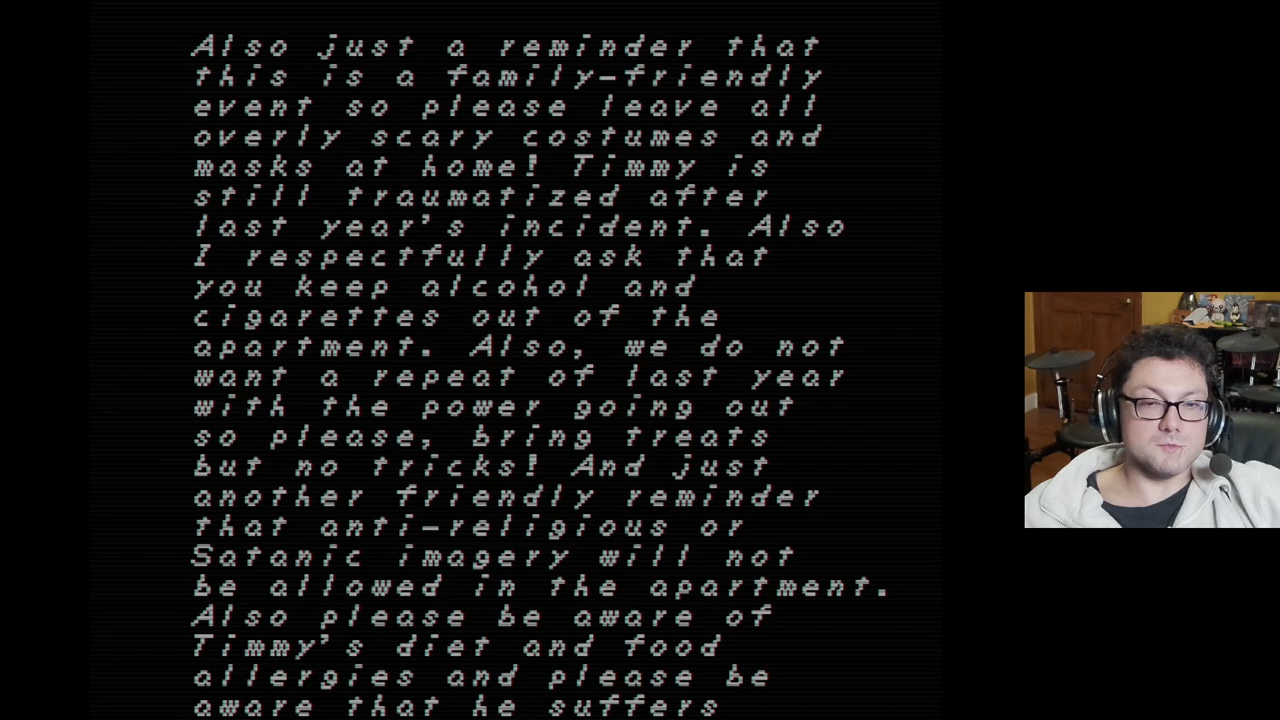 Also just a reminder that
this is a family-friendly
event so please leave all
overly scary costumes and
masks at home! Timmy is
still traumatized after
last year's incident. Also
I respectfully ask that
you keep alcohol and
cigarettes out of the
apartment. Also, we do not
want a repeat of last year
with the power going out
so please, bring treats
but no tricks! And just
another friendly reminder
that anti-religious or
Satanic imagery will not
be allowed in the apartment.
Also please be aware of
Timmy's diet and food
allergies and please be
aware that he suffers